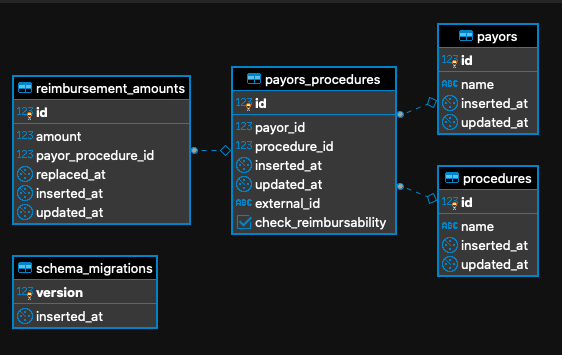 reimbursement_amounts
123 id
123 amount
123 payor_procedure_id
replaced_at
inserted_at
updated_at
payors_procedures
123 id
123 payor_id
123 procedure_id
inserted_at
updated_at
ABC external_id
check_reimbursability
payors
123 id
ABC name
inserted_at
updated_at
procedures
123 id
ABC name
inserted_at
updated_at
schema_migrations
123 version
inserted_at